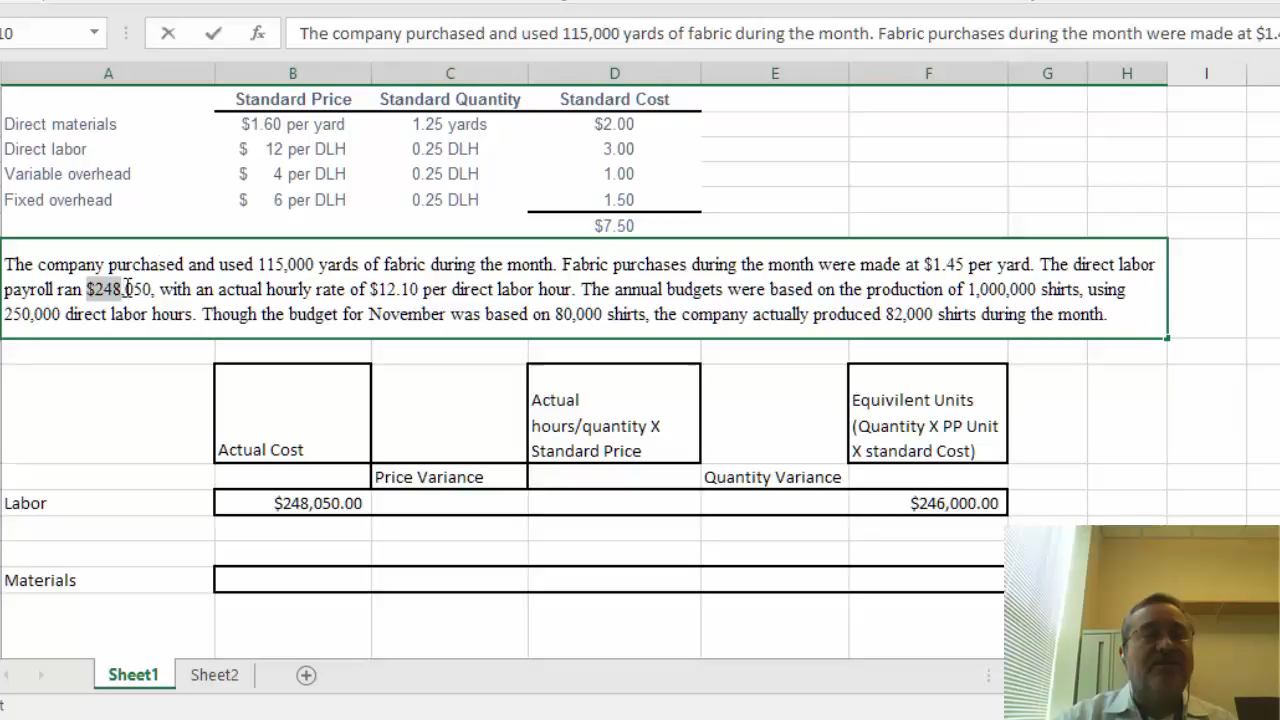 10 fx The company purchased and used 115,000 yards of fabric during the month. Fabric purchases during the month were made at $1.4
A B C D E F G H I
Standard Price Standard Quantity Standard Cost
Direct materials $1.60 per yard 1.25 yards $2.00
Direct labor $ 12 per DLH 0.25 DLH 3.00
Variable overhead $ 4 per DLH 0.25 DLH 1.00
Fixed overhead $ 6 per DLH 0.25 DLH 1.50
$7.50
The company purchased and used 115,000 yards of fabric during the month. Fabric purchases during the month were made at $1.45 per yard. The direct labor
payroll ran $248,050, with an actual hourly rate of $12.10 per direct labor hour. The annual budgets were based on the production of 1,000,000 shirts, using
250,000 direct labor hours. Though the budget for November was based on 80,000 shirts, the company actually produced 82,000 shirts during the month.
Actual Equivilent Units
hours/quantity X (Quantity X PP Unit
Actual Cost Standard Price X standard Cost)
Price Variance Quantity Variance
Labor $248,050.00 $246,000.00
Materials
Sheet1 Sheet2
t